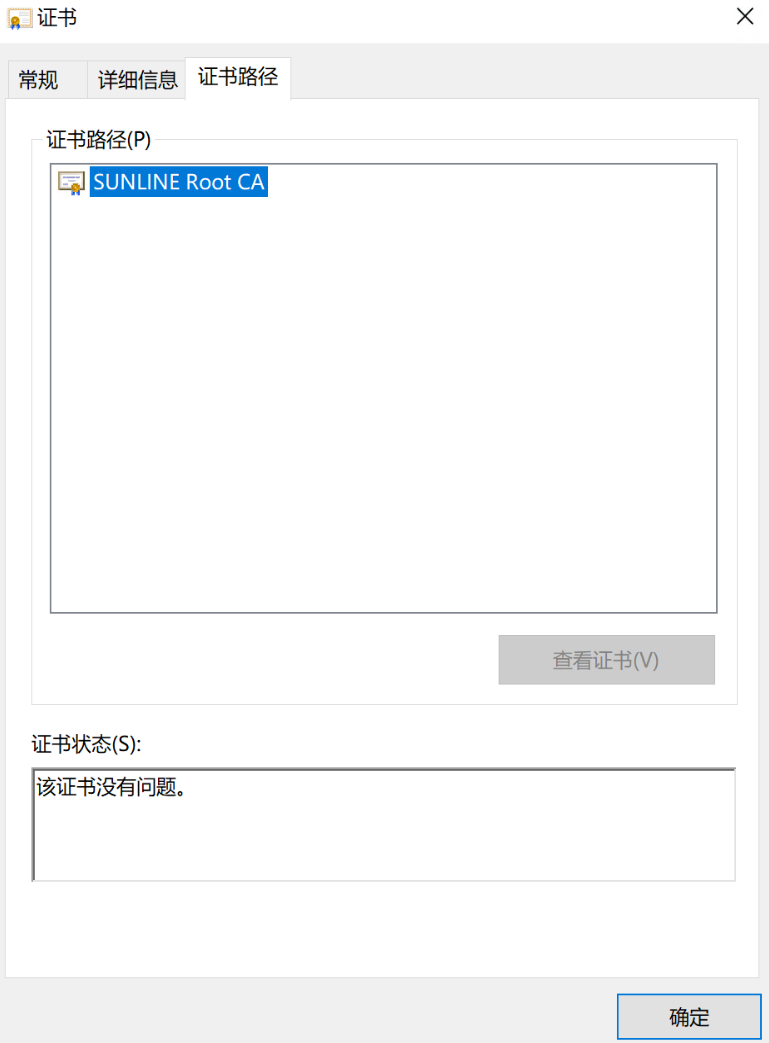 证书
常规
详细信息
证书路径
证书路径(P)
SUNLINE Root CA
查看证书(V)
证书状态(S):
该证书没有问题。
确定